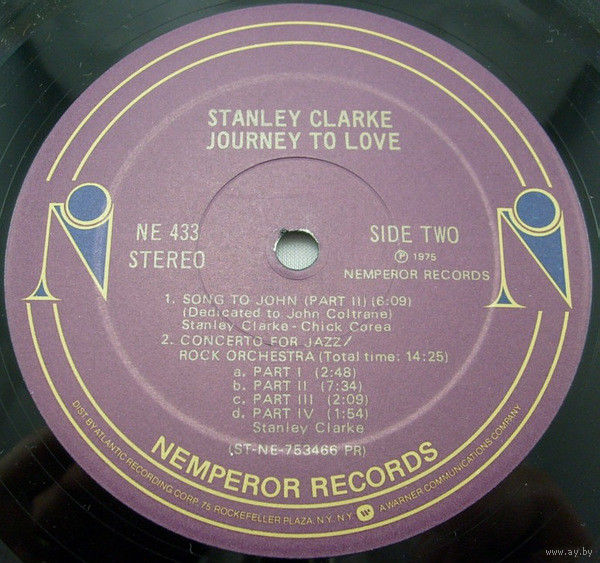 STANLEY CLARKE
JOURNEY TO LOVE
NE 433
STEREO
SIDE TWO
Ⓟ 1975
NEMPEROR RECORDS
1. SONG TO JOHN (PART II) (6:09)
(Dedicated to John Coltrane)
Stanley Clarke - Chick Corea
2. CONCERTO FOR JAZZ/
ROCK ORCHESTRA (Total time: 14:25)
a. PART I (2:48)
b. PART II (7:34)
c. PART III (2:09)
d. PART IV (1:54)
Stanley Clarke
(ST-NE-753466 PR)
NEMPEROR RECORDS
DIST. BY ATLANTIC RECORDING CORP. 75 ROCKEFELLER PLAZA, N.Y. N.Y. A WARNER COMMUNICATIONS COMPANY
www.ay.by